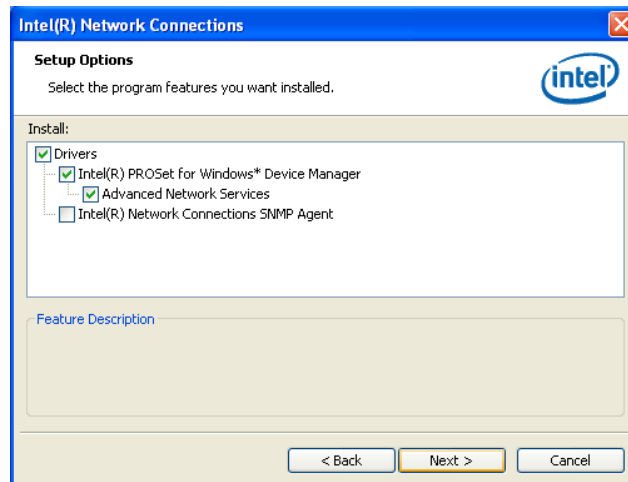 Intel(R) Network Connections
Setup Options
Select the program features you want installed.
intel
Install:
Drivers
Intel(R) PROSet for Windows* Device Manager
Advanced Network Services
Intel(R) Network Connections SNMP Agent
Feature Description
< Back
Next >
Cancel